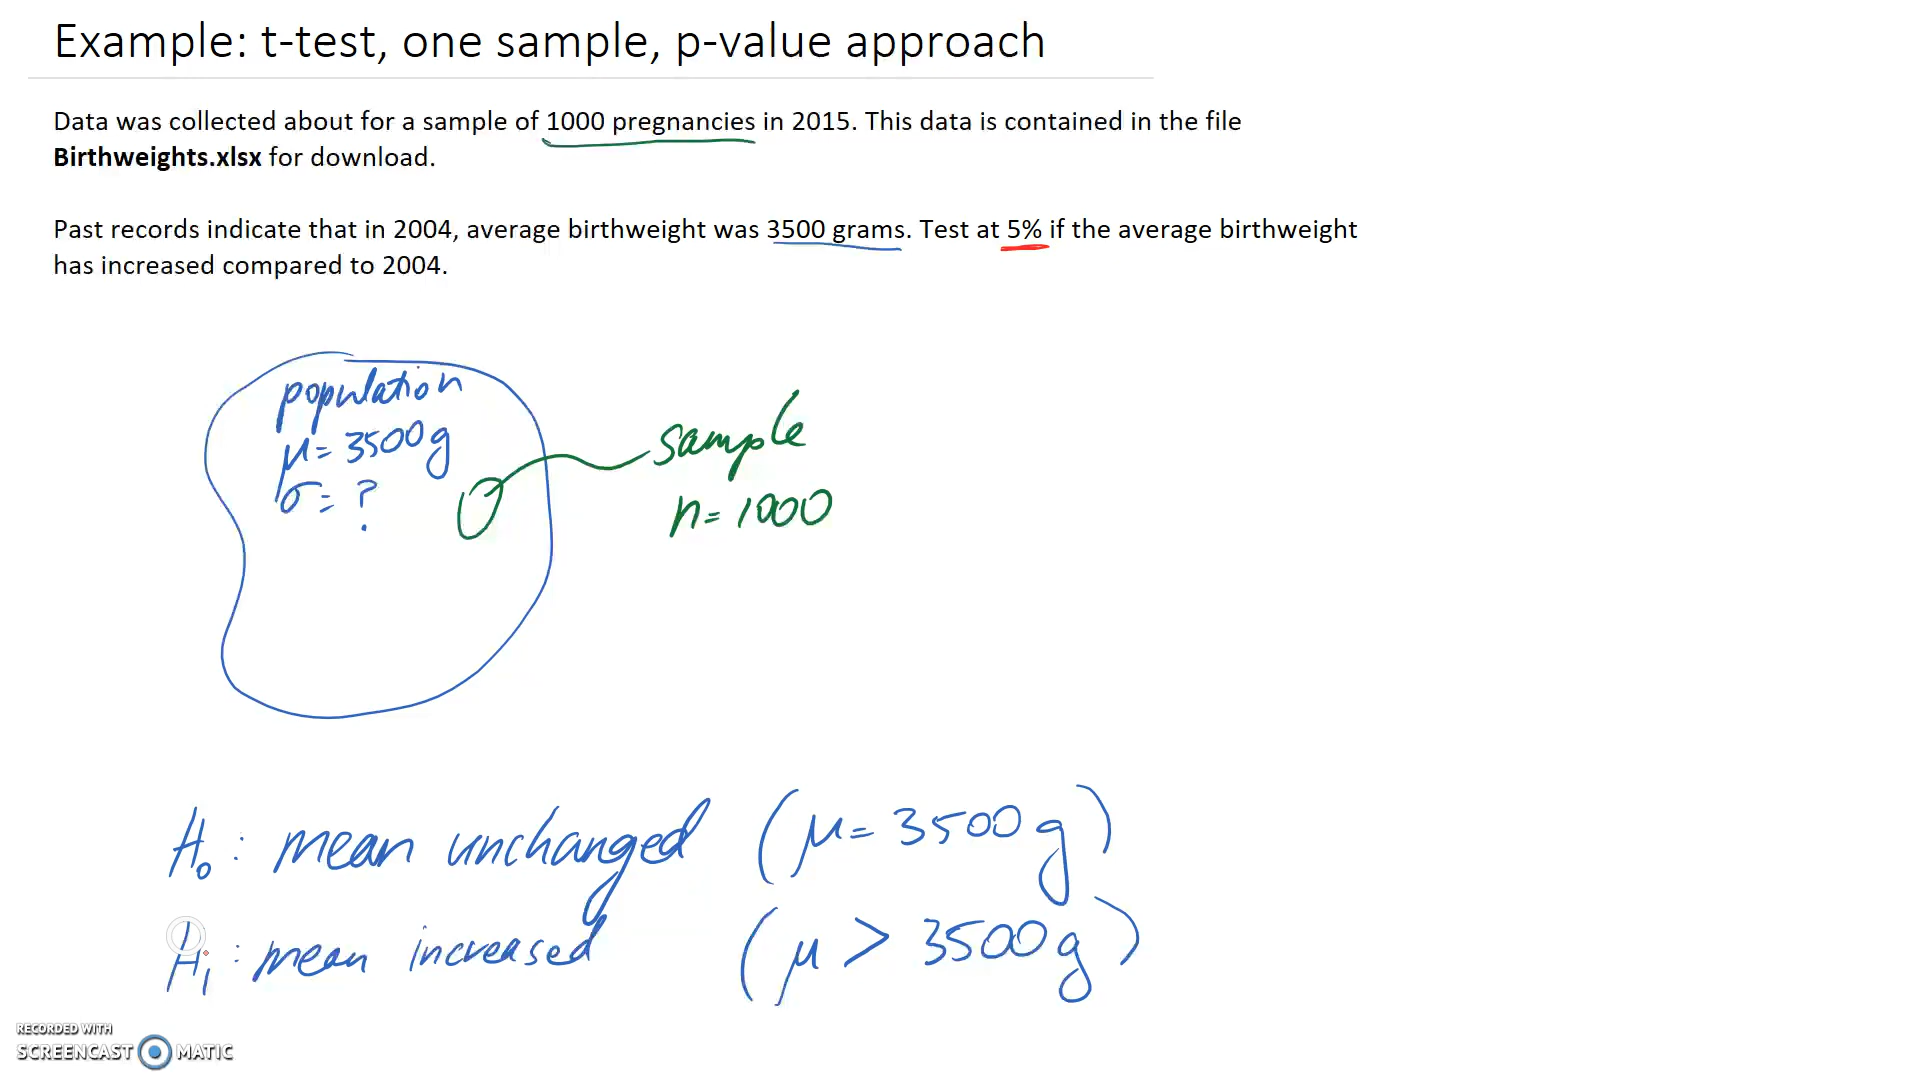 Example: t-test, one sample, p-value approach
Data was collected about for a sample of 1000 pregnancies in 2015. This data is contained in the file
Birthweights.xlsx for download.
Past records indicate that in 2004, average birthweight was 3500 grams. Test at 5% if the average birthweight
has increased compared to 2004.
population
μ = 3500g
σ = ?
sample
n = 1000
H₀ : mean unchanged (μ = 3500g)
H₁ : mean increased (μ > 3500g)
RECORDED WITH
SCREENCAST MATIC